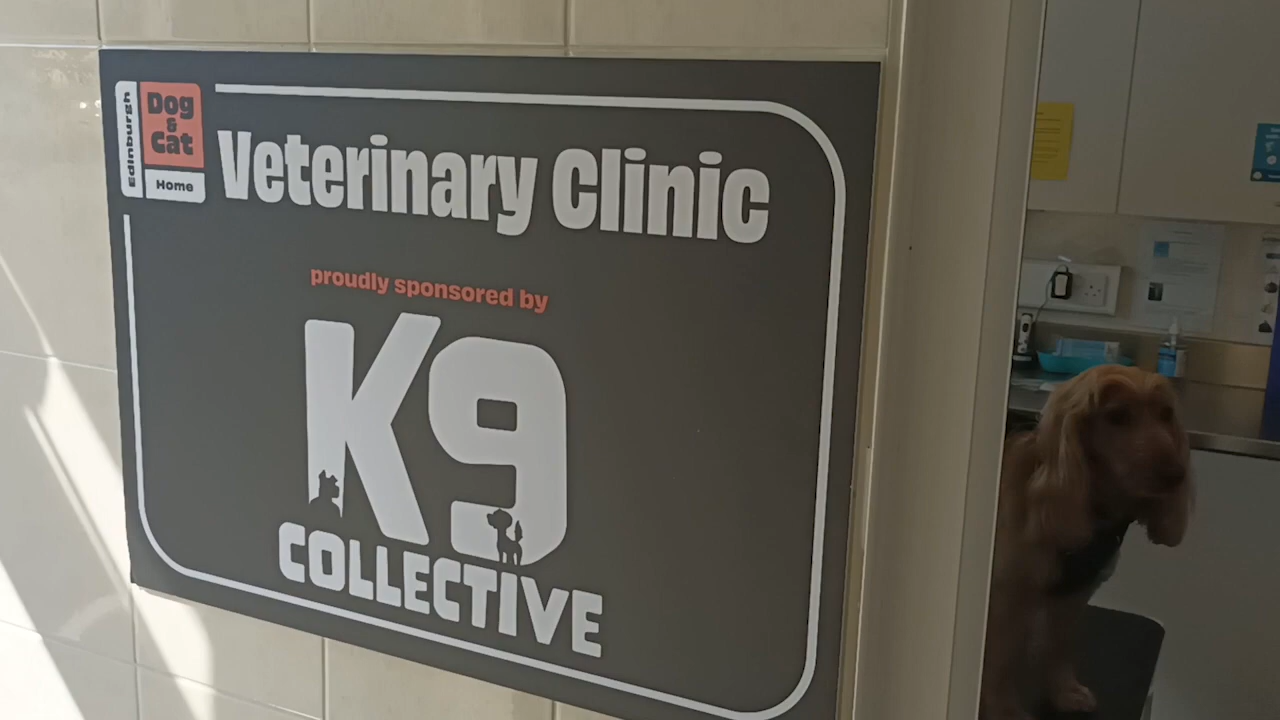 Edinburgh
Dog
&
Cat
Home
Veterinary Clinic
proudly sponsored by
K9
COLLECTIVE